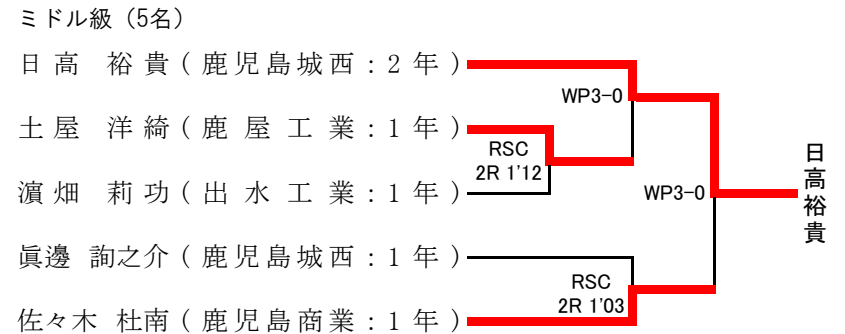 ミドル級（5名）
日高 裕貴（鹿児島城西：2年）
WP3-0
土屋 洋綺（鹿屋工業：1年）
RSC
2R 1'12
濵畑 莉功（出水工業：1年）
WP3-0
日高裕貴
眞邊 詢之介（鹿児島城西：1年）
RSC
2R 1'03
佐々木 杜南（鹿児島商業：1年）